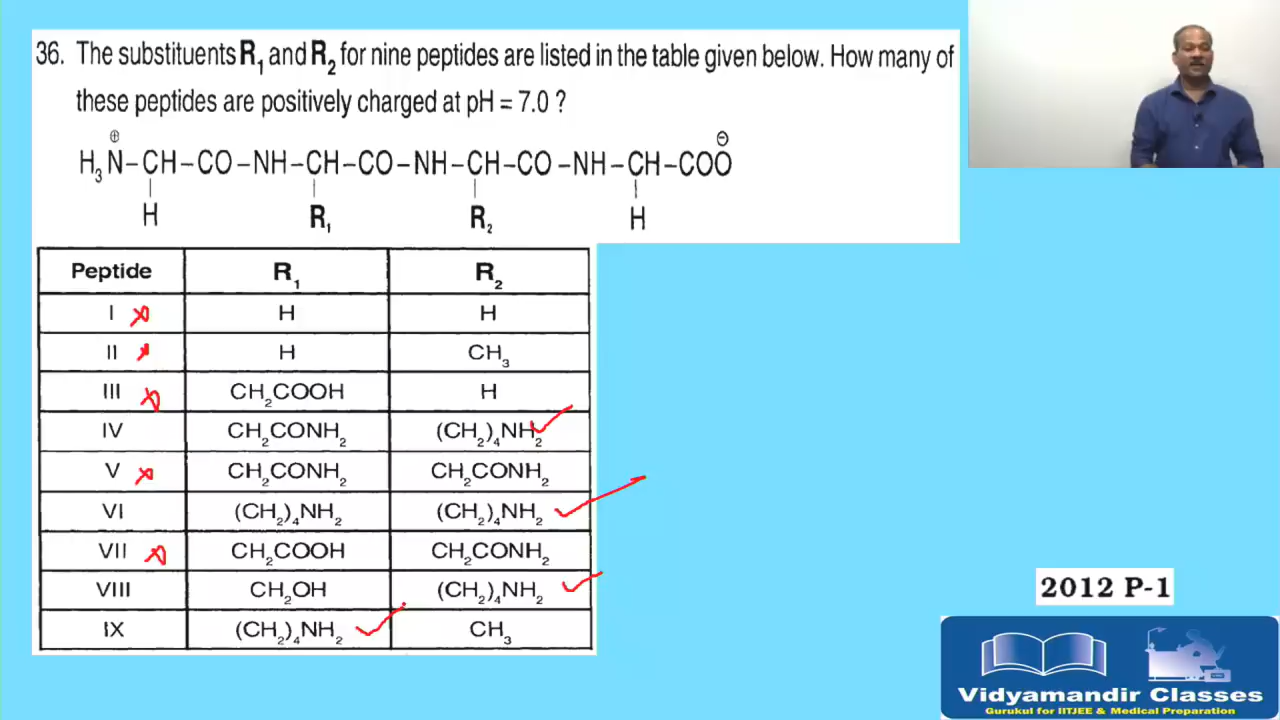 36. The substituents R₁ and R₂ for nine peptides are listed in the table given below. How many of
these peptides are positively charged at pH = 7.0 ?
⊕ ⊖
H₃N–CH–CO–NH–CH–CO–NH–CH–CO–NH–CH–COO
H R₁ R₂ H
Peptide R₁ R₂
I H H
II H CH₃
III CH₂COOH H
IV CH₂CONH₂ (CH₂)₄NH₂
V CH₂CONH₂ CH₂CONH₂
VI (CH₂)₄NH₂ (CH₂)₄NH₂
VII CH₂COOH CH₂CONH₂
VIII CH₂OH (CH₂)₄NH₂
IX (CH₂)₄NH₂ CH₃
2012 P-1
Vidyamandir Classes
Gurukul for IITJEE & Medical Preparation